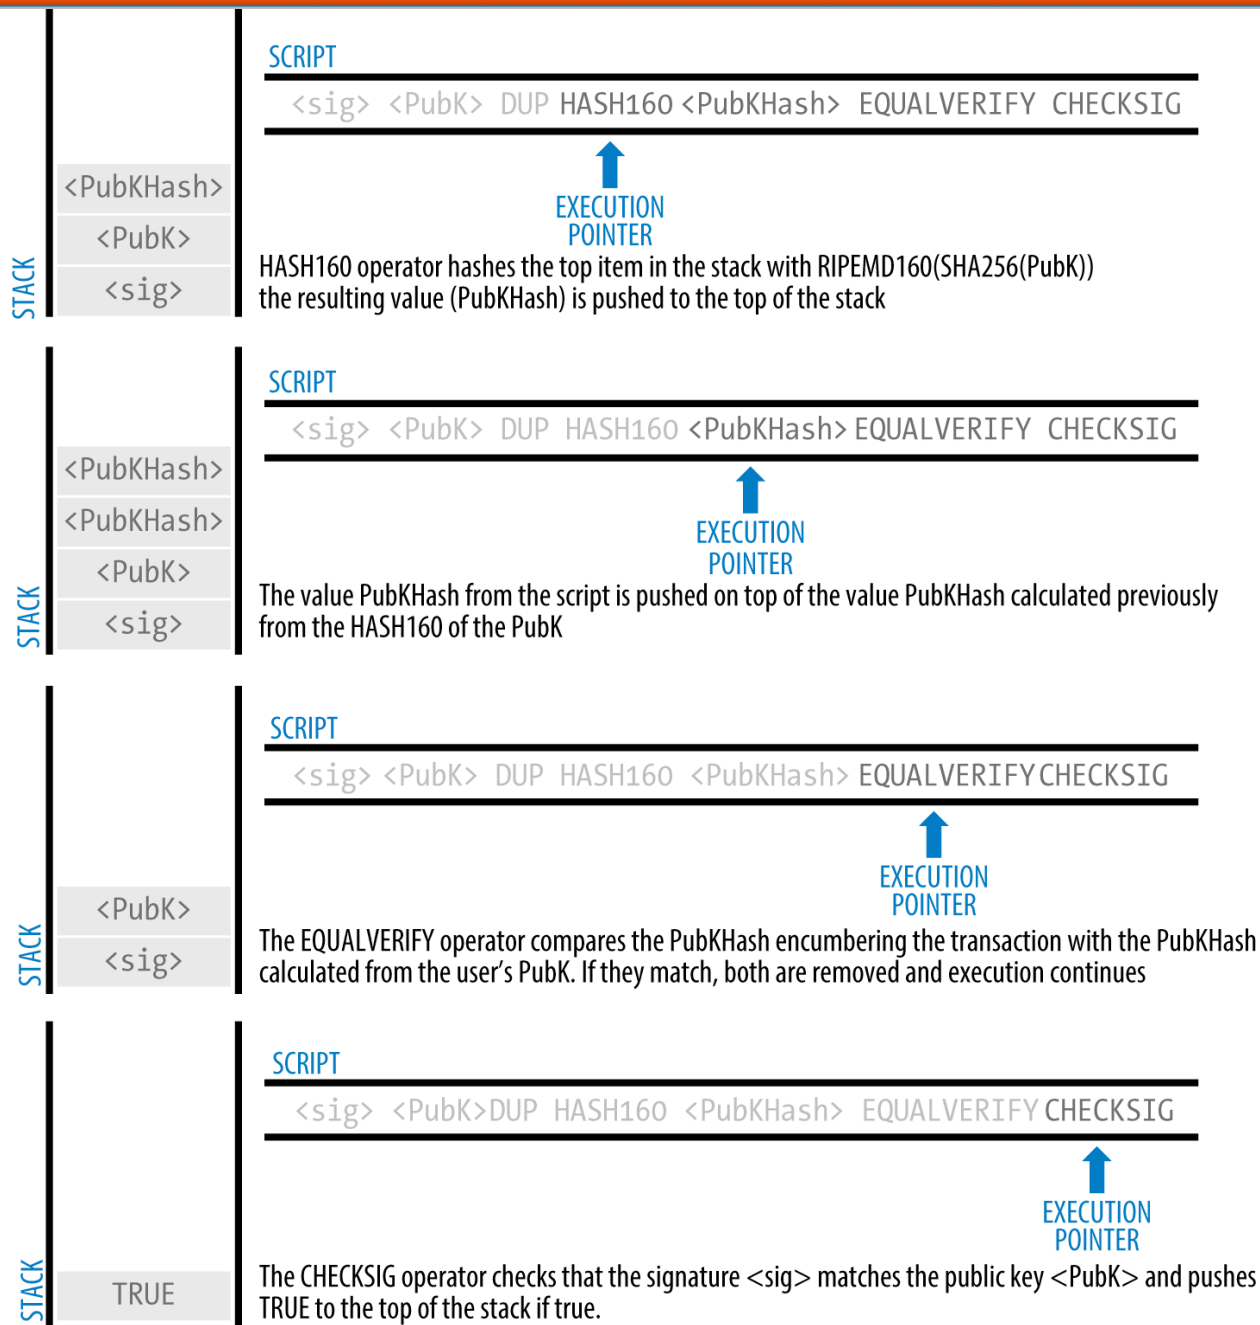 SCRIPT
<sig> <PubK> DUP HASH160 <PubKHash> EQUALVERIFY CHECKSIG
EXECUTION
POINTER
<PubKHash>
<PubK>
<sig>
STACK
HASH160 operator hashes the top item in the stack with RIPEMD160(SHA256(PubK))
the resulting value (PubKHash) is pushed to the top of the stack
SCRIPT
<sig> <PubK> DUP HASH160 <PubKHash> EQUALVERIFY CHECKSIG
EXECUTION
POINTER
<PubKHash>
<PubKHash>
<PubK>
<sig>
STACK
The value PubKHash from the script is pushed on top of the value PubKHash calculated previously
from the HASH160 of the PubK
SCRIPT
<sig> <PubK> DUP HASH160 <PubKHash> EQUALVERIFY CHECKSIG
EXECUTION
POINTER
<PubK>
<sig>
STACK
The EQUALVERIFY operator compares the PubKHash encumbering the transaction with the PubKHash
calculated from the user’s PubK. If they match, both are removed and execution continues
SCRIPT
<sig> <PubK>DUP HASH160 <PubKHash> EQUALVERIFY CHECKSIG
EXECUTION
POINTER
TRUE
STACK
The CHECKSIG operator checks that the signature <sig> matches the public key <PubK> and pushes
TRUE to the top of the stack if true.